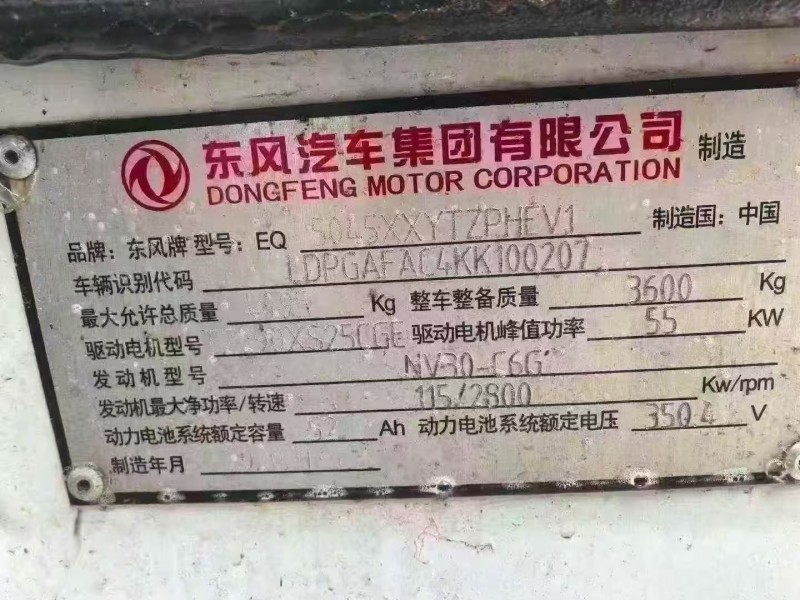 东风汽车集团有限公司 制造
DONGFENG MOTOR CORPORATION
品牌：东风牌 型号：EQ 5045XXYTZPHEV1 制造国：中国
车辆识别代码 LDPGAFAC4KK100207
最大允许总质量 Kg 整车整备质量 3600 Kg
驱动电机型号 驱动电机峰值功率 55 KW
发动机型号 NV30-C6G
发动机最大净功率/转速 115/2800 Kw/rpm
动力电池系统额定容量 Ah 动力电池系统额定电压 350.4 V
制造年月